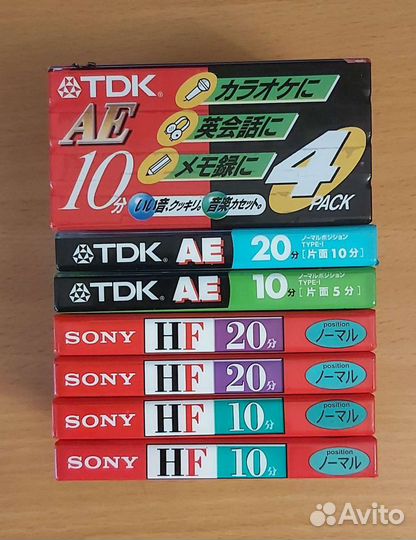 TDK®
AE
10分
カラオケに
英会話に
メモ録に
いい音、クッキリ。音楽カセット。
4
PACK
TDK® AE 20分 ノーマルポジション TYPE・I [片面10分]
TDK® AE 10分 ノーマルポジション TYPE・I [片面5分]
SONY HF 20分 position ノーマル
SONY HF 20分 position ノーマル
SONY HF 10分 position ノーマル
SONY HF 10分 position ノーマル
Avito